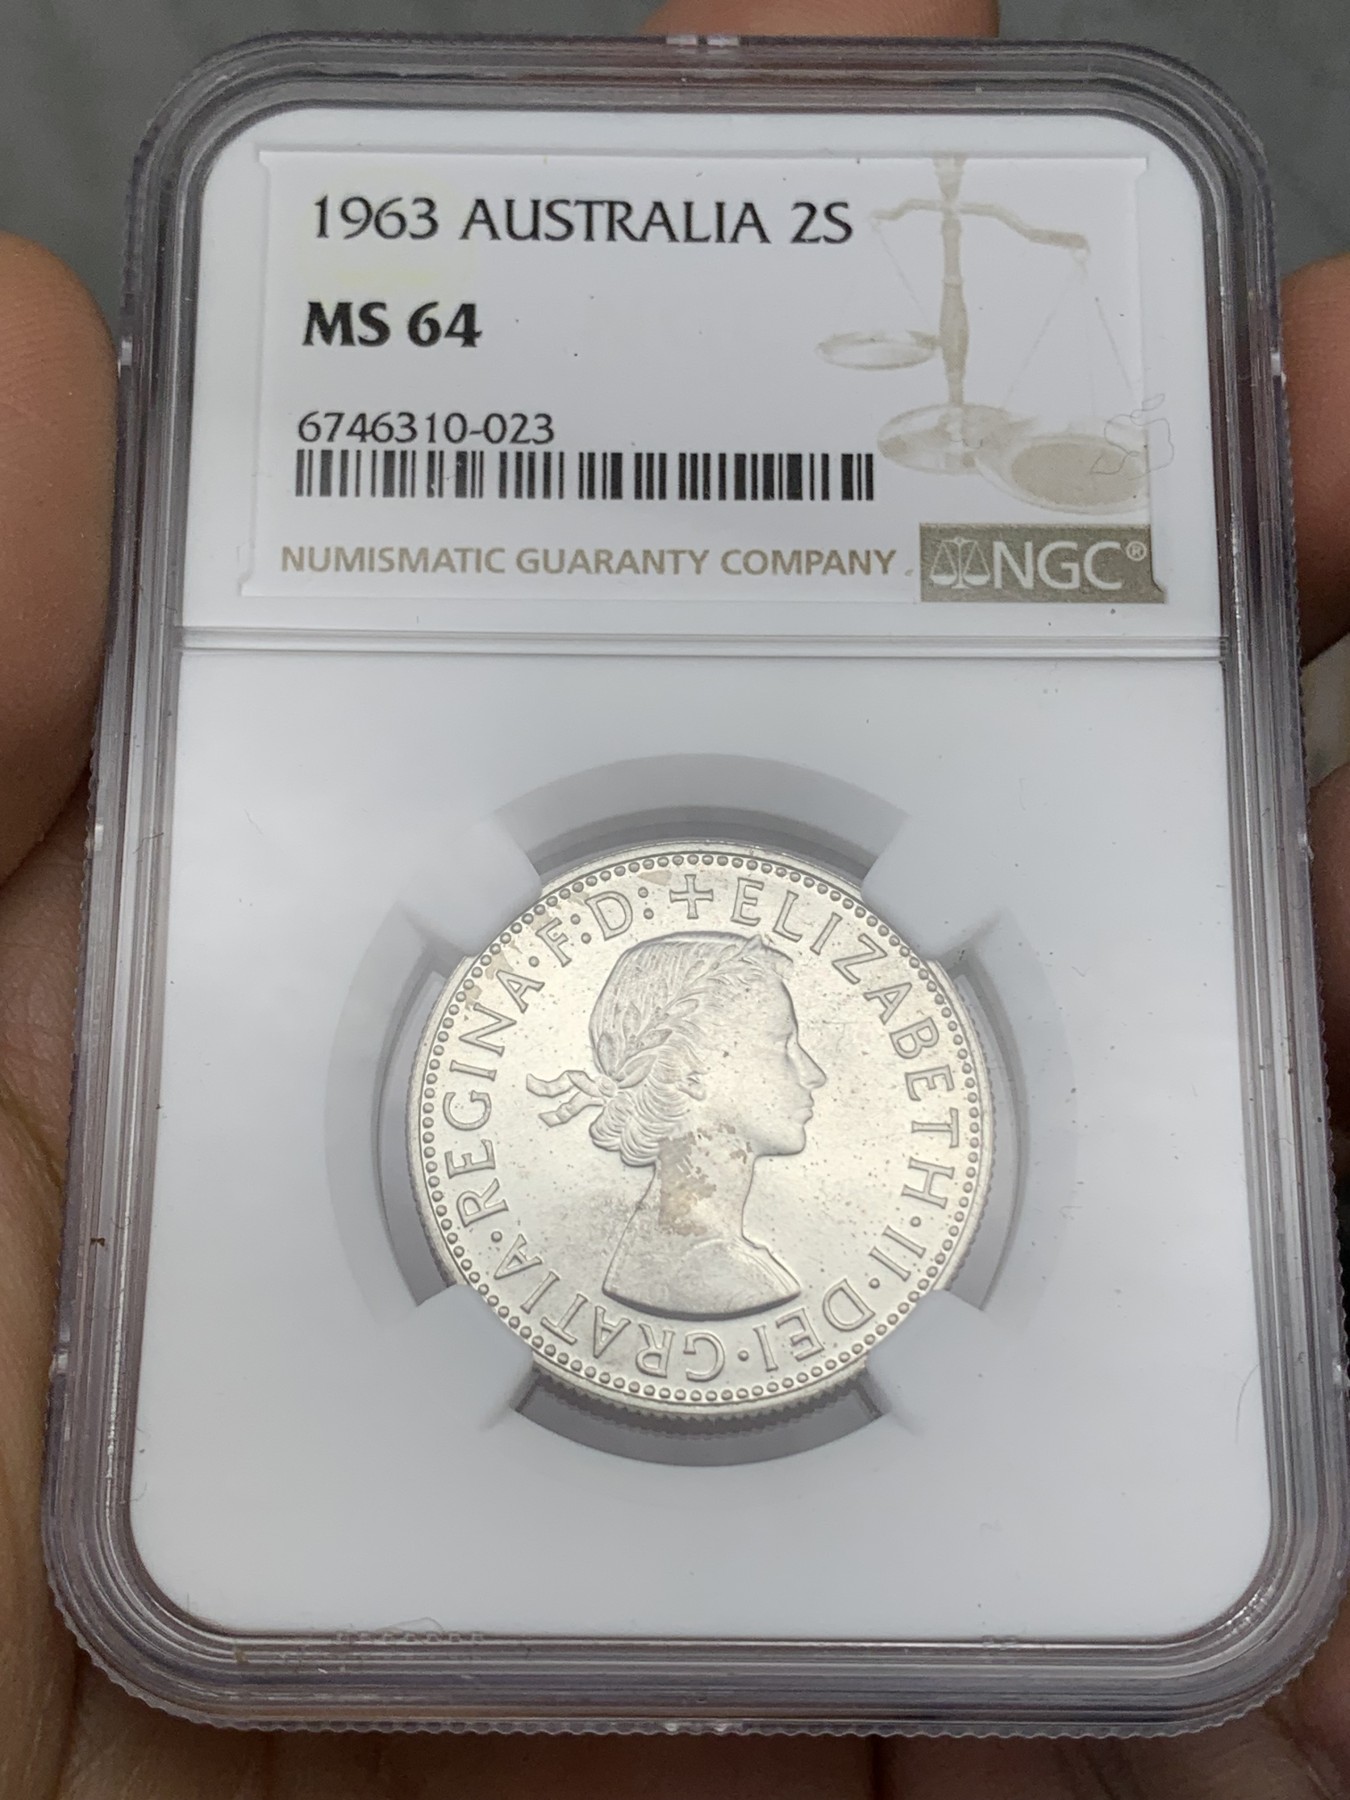 1963 AUSTRALIA 2S
MS 64
6746310-023
NUMISMATIC GUARANTY COMPANY
NGC®
+ELIZABETH·II·DEI·GRATIA·REGINA·F:D: